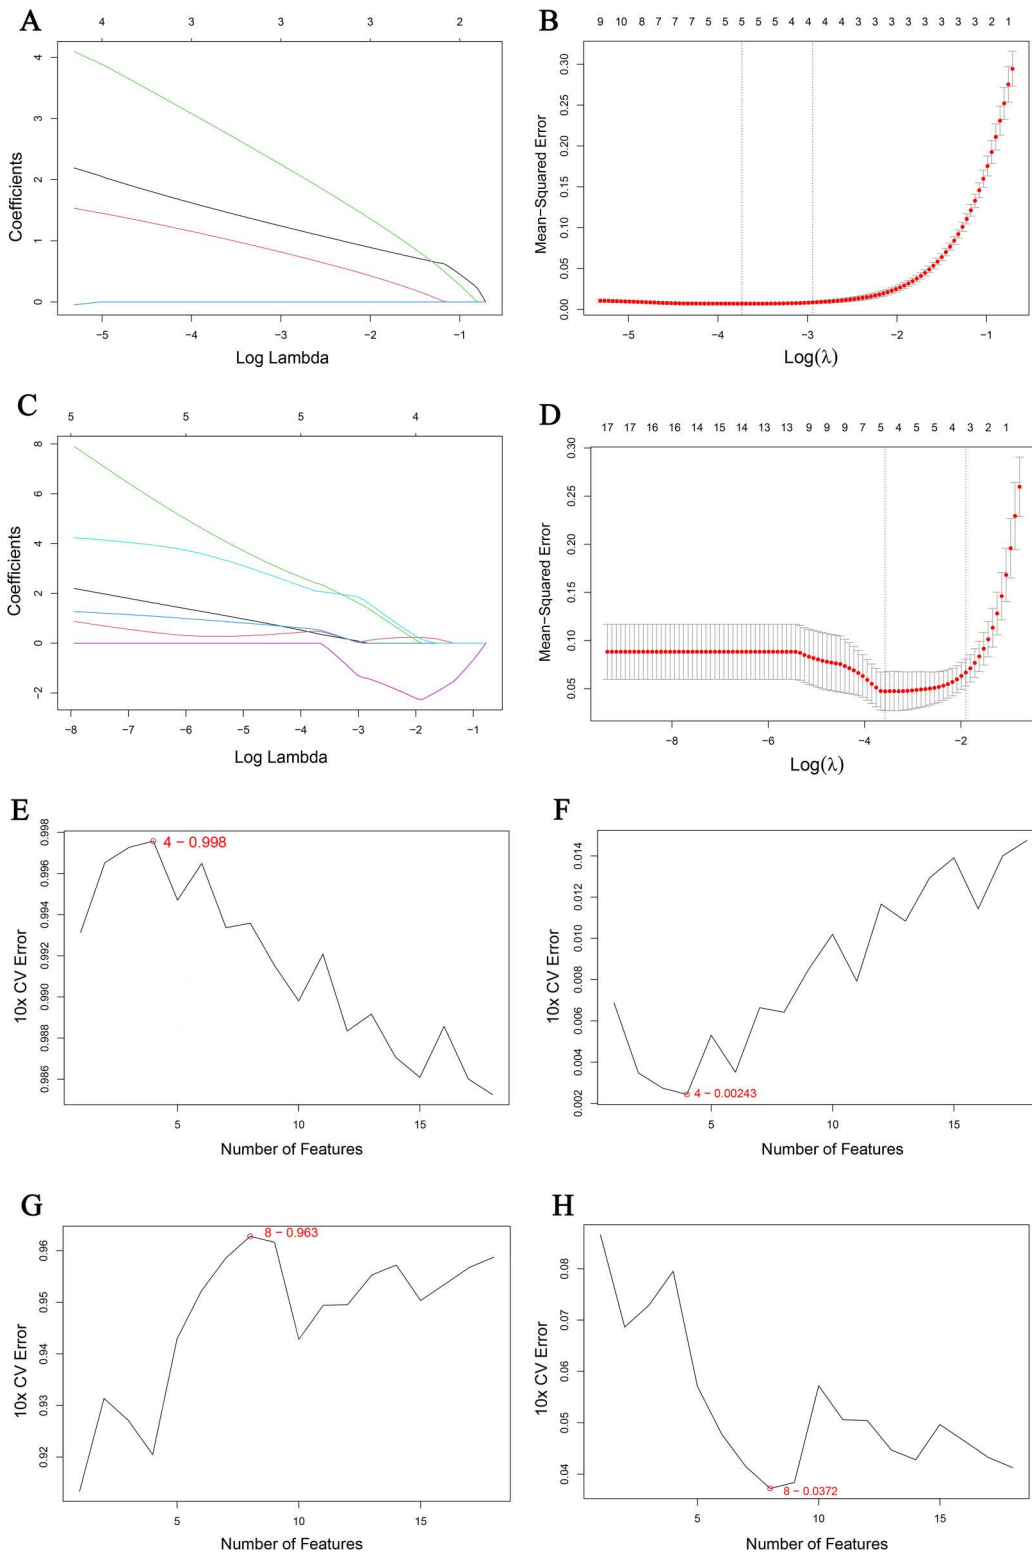 A
4 3 3 3 2
4
3
2
1
0
Coefficients
−5 −4 −3 −2 −1
Log Lambda
B
9 10 8 7 7 7 5 5 5 5 5 4 4 4 3 3 3 3 3 3 3 2 1
0.30
0.25
0.20
0.15
0.10
0.05
0.00
Mean−Squared Error
−5 −4 −3 −2 −1
Log(λ)
C
5 5 5 4
8
6
4
2
0
−2
Coefficients
−8 −7 −6 −5 −4 −3 −2 −1
Log Lambda
D
17 17 16 16 14 15 14 13 13 9 9 9 7 5 4 5 5 4 3 2 1
0.30
0.25
0.20
0.15
0.10
0.05
Mean−Squared Error
−8 −6 −4 −2
Log(λ)
E
0.998
0.996
0.994
0.992
0.990
0.988
0.986
10x CV Error
4 − 0.998
5 10 15
Number of Features
F
0.014
0.012
0.010
0.008
0.006
0.004
0.002
10x CV Error
4 − 0.00243
5 10 15
Number of Features
G
0.96
0.95
0.94
0.93
0.92
10x CV Error
8 − 0.963
5 10 15
Number of Features
H
0.08
0.07
0.06
0.05
0.04
10x CV Error
8 − 0.0372
5 10 15
Number of Features